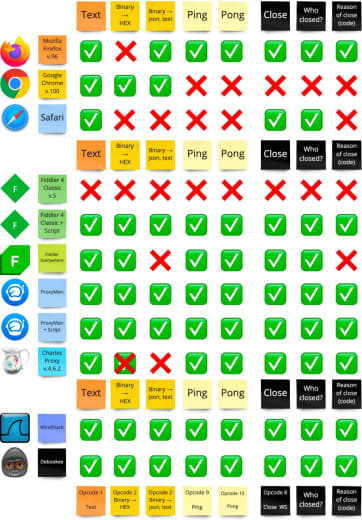 Text
Binary
→
HEX
Binary →
json, text
Ping
Pong
Close
Who
closed?
Reason
of close
(code)
Mozilla
Firefox
v.96
Google
Chrome
v.100
Safari
Text
Binary
→
HEX
Binary →
json, text
Ping
Pong
Close
Who
closed?
Reason
of close
(code)
F
Fiddler 4
Classic
v.5
F
Fiddler 4
Classic +
Script
F
Fiddler
Everywhere
ProxyMan
ProxyMan
+ Script
Charles
Proxy
v.4.6.2
Text
Binary
→
HEX
Binary →
json, text
Ping
Pong
Close
Who
closed?
Reason
of close
(code)
WireShark
Debookee
Opcode 1
Text
Opcode 2
Binary →
HEX
Opcode 2
Binary →
json, text
Opcode 9
Ping
Opcode 10
Pong
Opcode 8
Close WS
Who
closed?
Reason
of close
(code)